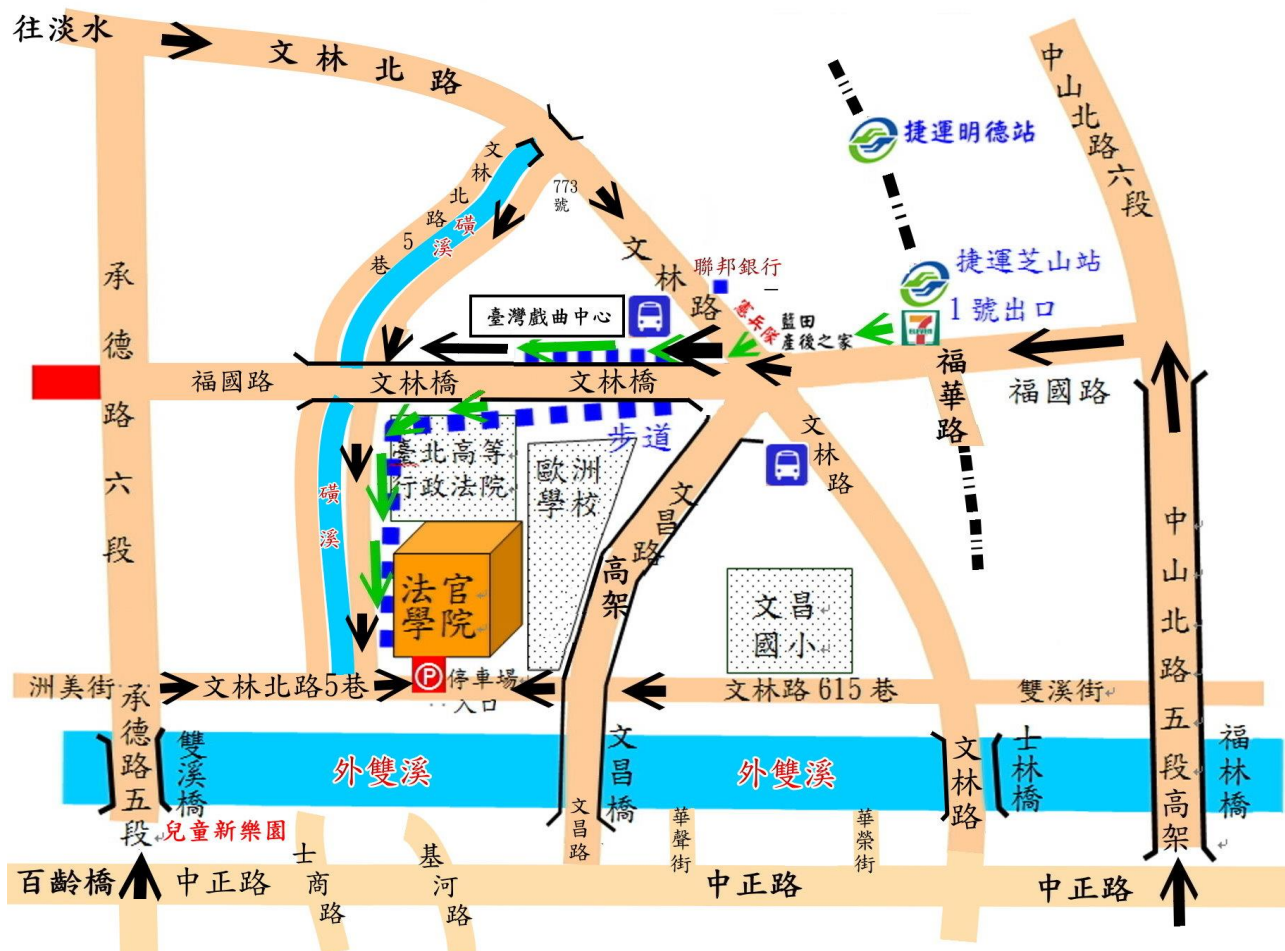 往淡水
文林北路
中山北路六段
捷運明德站
文林北路5巷
磺溪
773
號
文林路
聯邦銀行
捷運芝山站
1號出口
7
ELEVEN
臺灣戲曲中心
憲兵隊
藍田
產後之家
承德路六段
福國路
文林橋
文林橋
福華路
福國路
步道
臺北高等
行政法院
歐洲
學校
文昌路
高架
文林路
磺溪
法官
學院
文昌
國小
中山北路五段高架
P
停車場
入口
洲美街
文林北路5巷
文林路615巷
雙溪街
承德路五段
雙溪橋
外雙溪
文昌橋
外雙溪
文林路
士林橋
福林橋
兒童新樂園
文昌路
華聲街
華榮街
士商路
基河路
百齡橋
中正路
中正路
中正路